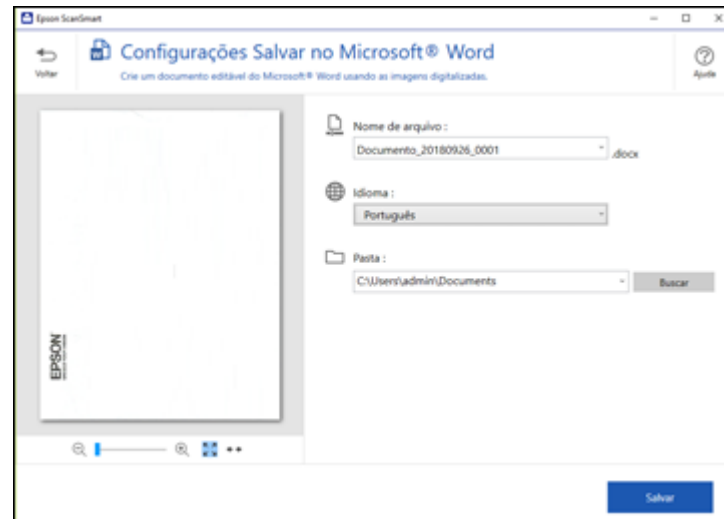 Epson ScanSmart
Voltar
Configurações Salvar no Microsoft® Word
Crie um documento editável do Microsoft® Word usando as imagens digitalizadas.
Ajuda
Nome de arquivo :
Documento_20180926_0001
.docx
Idioma :
Português
Pasta :
C:\Users\admin\Documents
Buscar
EPSON
Salvar